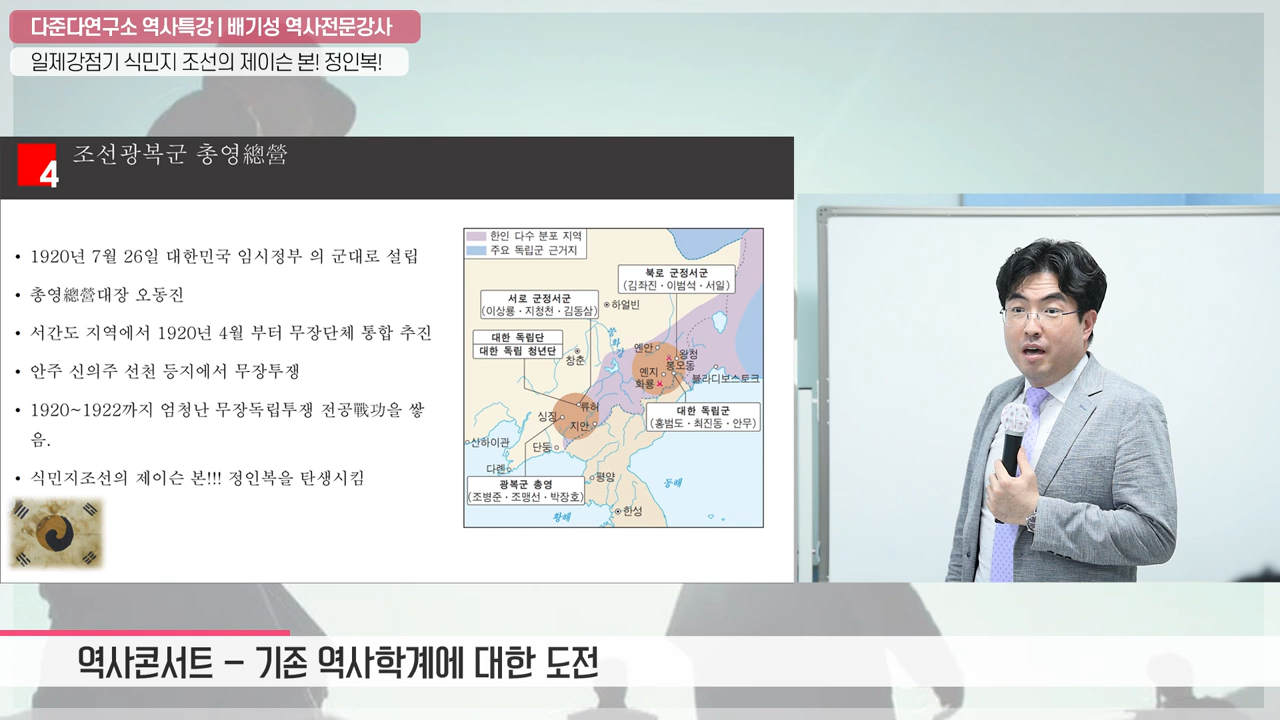 다준다연구소 역사특강 | 배기성 역사전문강사
일제강점기 식민지 조선의 제이슨 본! 정인복!
4
조선광복군 총영總營
• 1920년 7월 26일 대한민국 임시정부 의 군대로 설립
• 총영總營대장 오동진
• 서간도 지역에서 1920년 4월 부터 무장단체 통합 추진
• 안주 신의주 선천 등지에서 무장투쟁
• 1920~1922까지 엄청난 무장독립투쟁 전공戰功을 쌓
음.
• 식민지조선의 제이슨 본!!! 정인복을 탄생시킴
한인 다수 분포 지역
주요 독립군 근거지
북로 군정서군
(김좌진·이범석·서일)
서로 군정서군
(이상룡·지청천·김동삼)
하얼빈
대한 독립단
대한 독립 청년단
쑹화강
창춘
옌안
왕청
봉오동
옌지
화룡
블라디보스토크
류허
싱징
지안
대한 독립군
(홍범도·최진동·안무)
산하이관
단둥
다롄
평양
광복군 총영
(조병준·조맹선·박장호)
동해
황해
한성
역사콘서트 – 기존 역사학계에 대한 도전